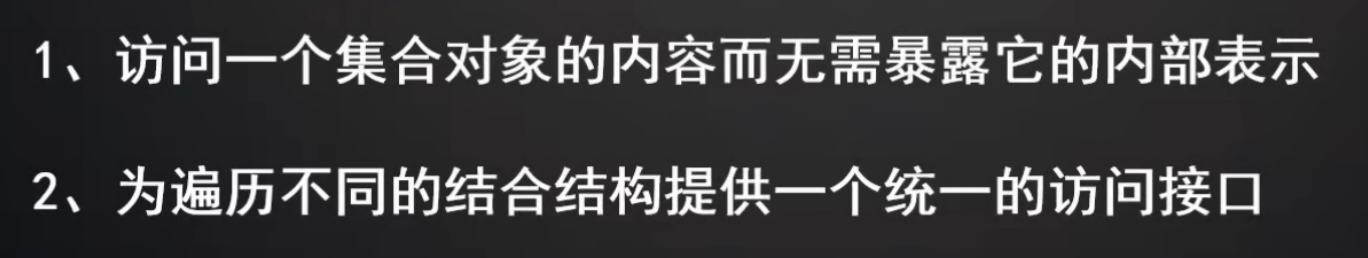 1、访问一个集合对象的内容而无需暴露它的内部表示
2、为遍历不同的结合结构提供一个统一的访问接口